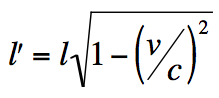 l′ = l√(1 − (v/c)²)